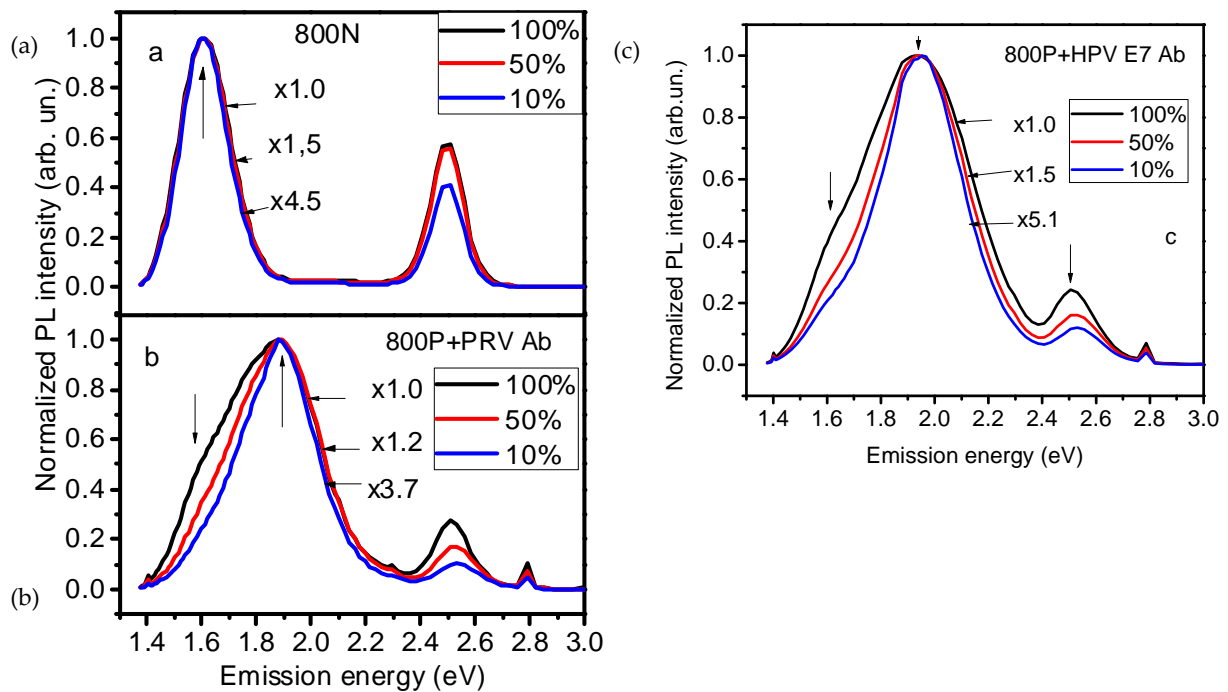 (a)
a
800N
100%
50%
10%
x1.0
x1,5
x4.5
1.0
0.8
0.6
0.4
0.2
0.0
Normalized PL intensity (arb. un.)
(b)
b
800P+PRV Ab
100%
50%
10%
x1.0
x1.2
x3.7
1.0
0.8
0.6
0.4
0.2
0.0
1.4 1.6 1.8 2.0 2.2 2.4 2.6 2.8 3.0
Emission energy (eV)
(c)
c
800P+HPV E7 Ab
100%
50%
10%
x1.0
x1.5
x5.1
1.0
0.8
0.6
0.4
0.2
0.0
Normalized PL intensity (arb.un.)
1.4 1.6 1.8 2.0 2.2 2.4 2.6 2.8 3.0
Emission energy (eV)